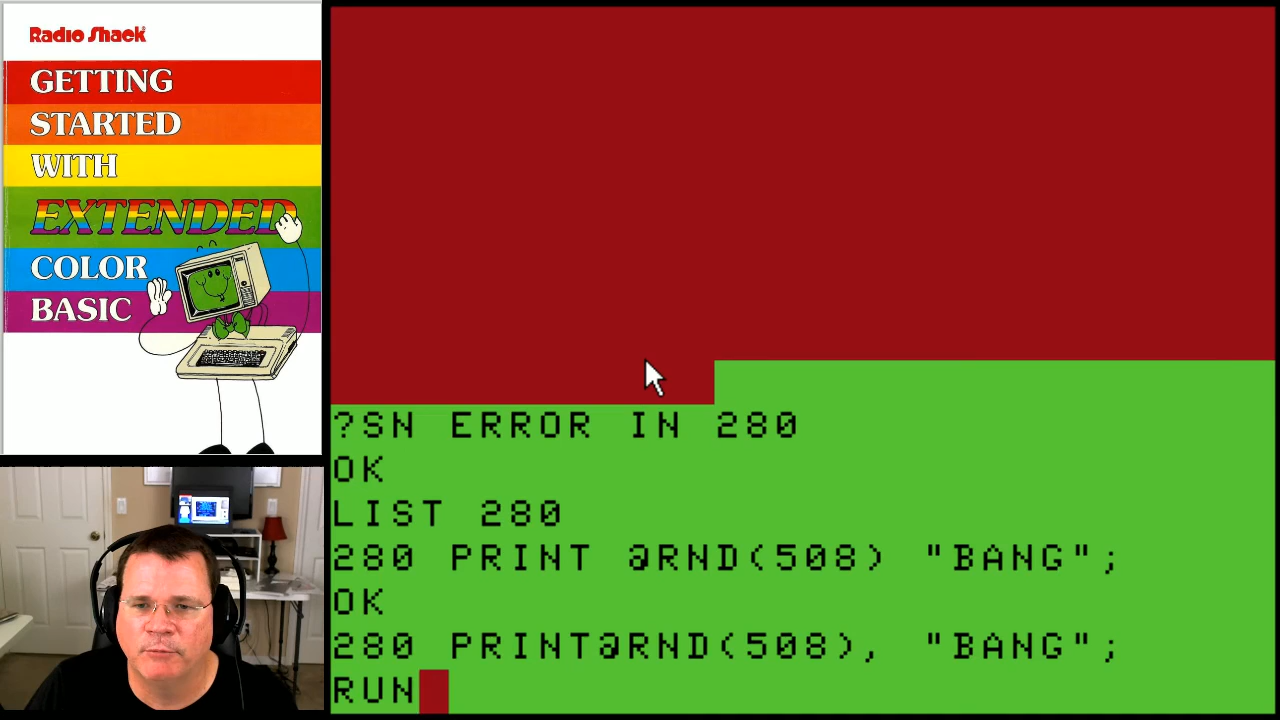 Radio Shack
GETTING
STARTED
WITH
EXTENDED
COLOR
BASIC
?SN ERROR IN 280
OK
LIST 280
280 PRINT @RND(508) "BANG";
OK
280 PRINT@RND(508), "BANG";
RUN